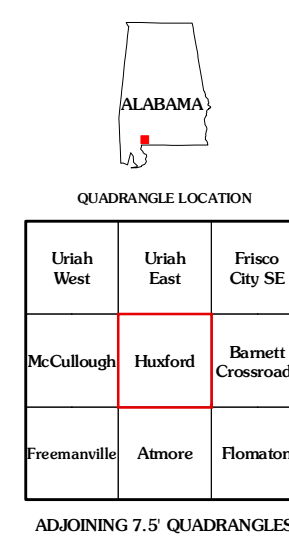 ALABAMA
QUADRANGLE LOCATION
Uriah West
Uriah East
Frisco City SE
McCullough
Huxford
Barnett Crossroad
Freemanville
Atmore
Flomaton
ADJOINING 7.5' QUADRANGLES